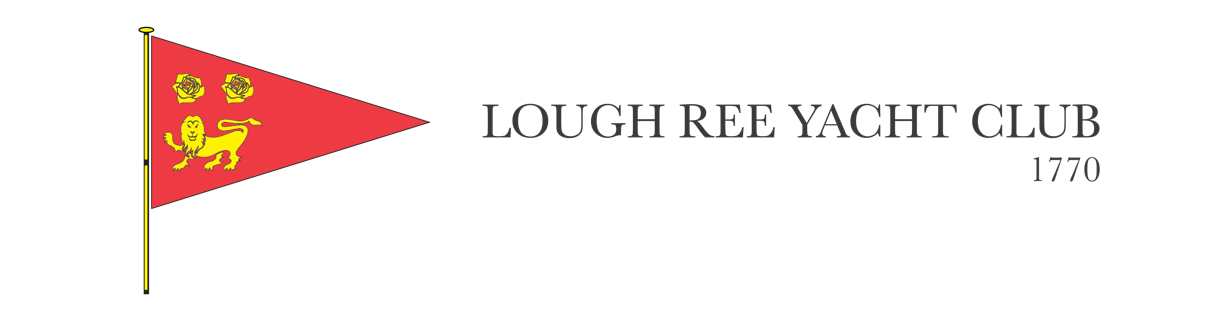 LOUGH REE YACHT CLUB
1770